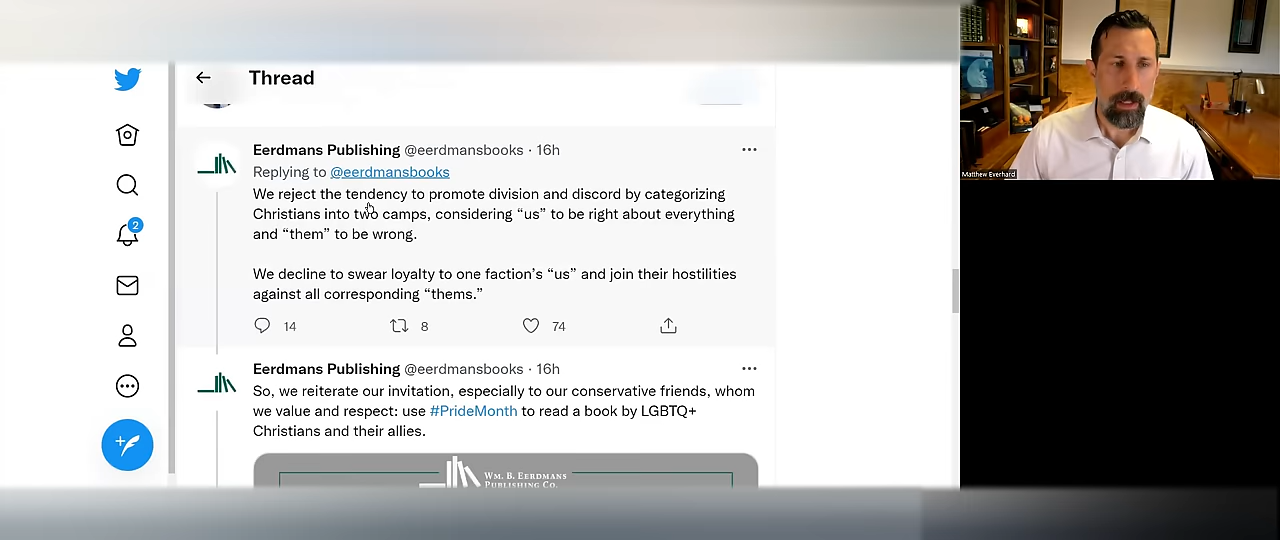 Thread
Eerdmans Publishing @eerdmansbooks · 16h
Replying to @eerdmansbooks
We reject the tendency to promote division and discord by categorizing
Christians into two camps, considering “us” to be right about everything
and “them” to be wrong.
We decline to swear loyalty to one faction’s “us” and join their hostilities
against all corresponding “thems.”
14 8 74
Eerdmans Publishing @eerdmansbooks · 16h
So, we reiterate our invitation, especially to our conservative friends, whom
we value and respect: use #PrideMonth to read a book by LGBTQ+
Christians and their allies.
WM. B. EERDMANS
PUBLISHING CO.
2
Matthew Everhard